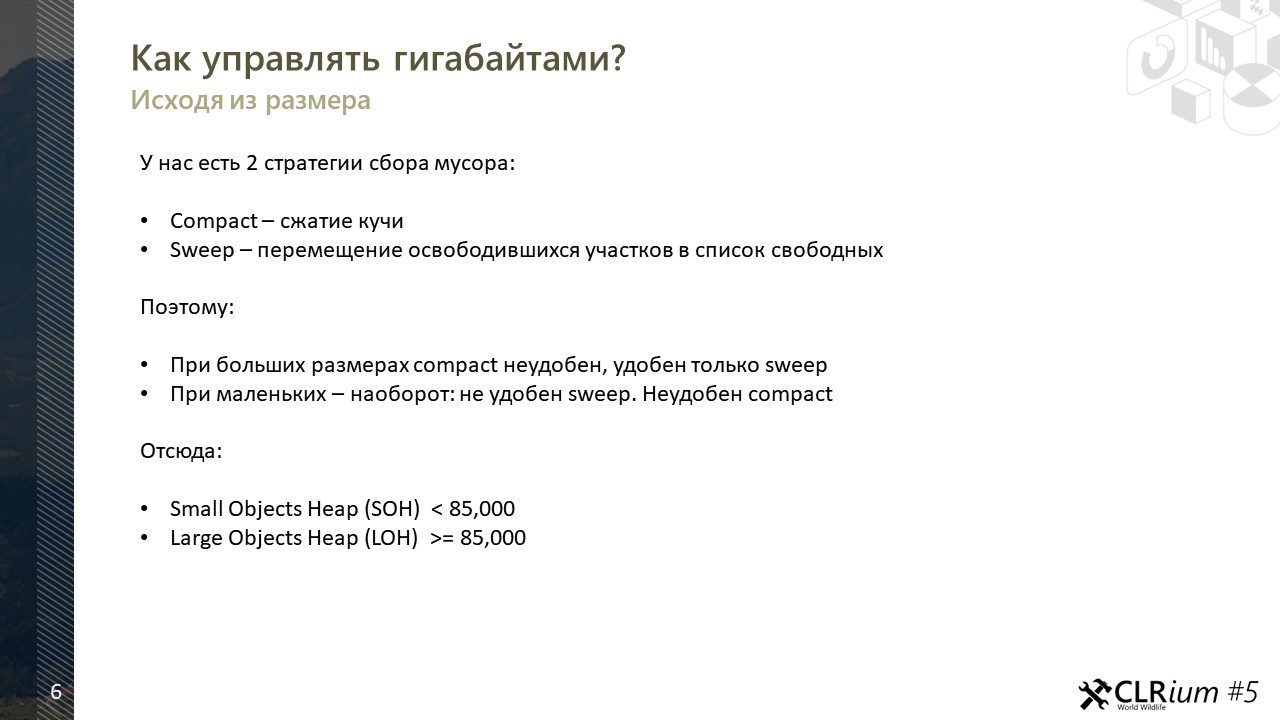 Как управлять гигабайтами?
Исходя из размера
У нас есть 2 стратегии сбора мусора:
• Compact – сжатие кучи
• Sweep – перемещение освободившихся участков в список свободных
Поэтому:
• При больших размерах compact неудобен, удобен только sweep
• При маленьких – наоборот: не удобен sweep. Неудобен compact
Отсюда:
• Small Objects Heap (SOH) < 85,000
• Large Objects Heap (LOH) >= 85,000
6
CLRium #5
World Wildlife